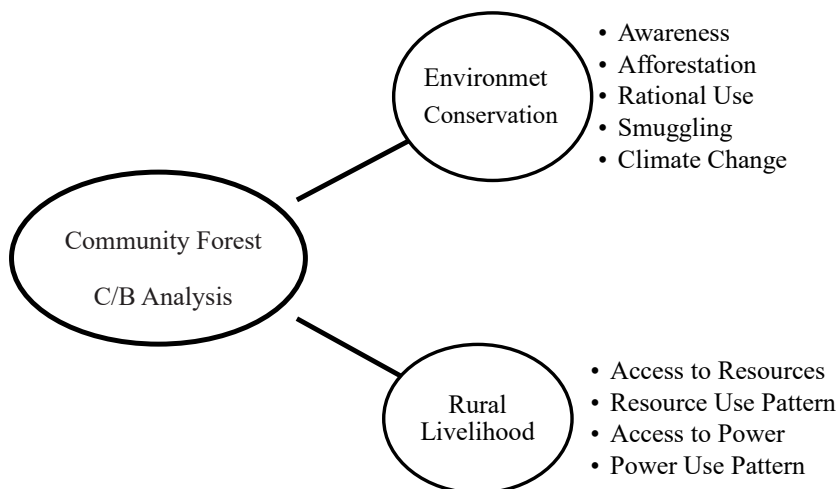 Environmet
Conservation
• Awareness
• Afforestation
• Rational Use
• Smuggling
• Climate Change
Community Forest
C/B Analysis
Rural
Livelihood
• Access to Resources
• Resource Use Pattern
• Access to Power
• Power Use Pattern